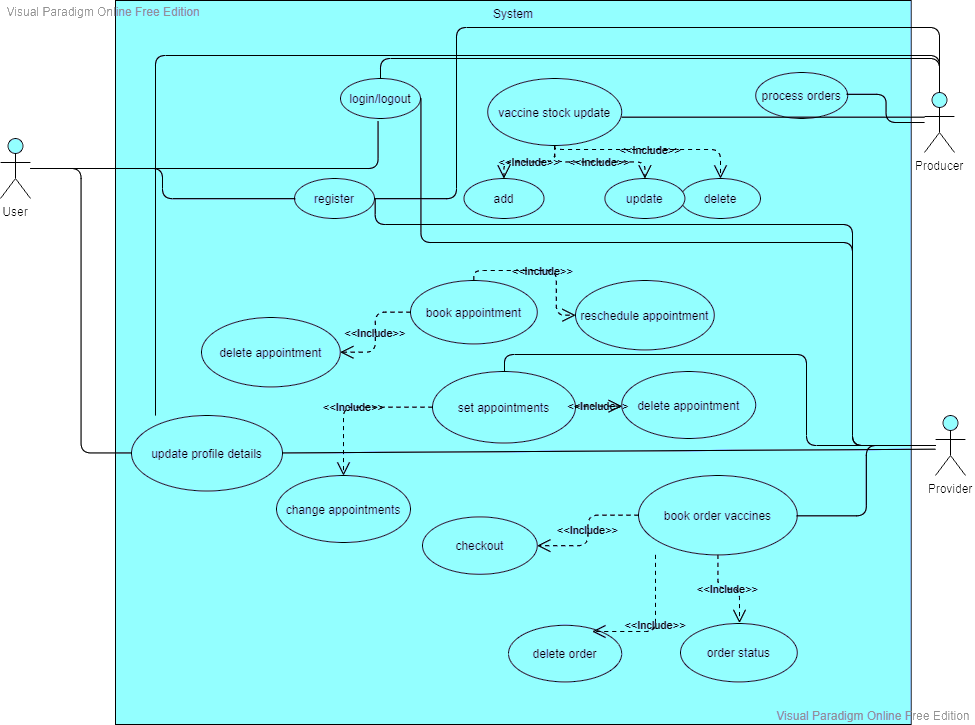 Visual Paradigm Online Free Edition
System
login/logout
vaccine stock update
process orders
Producer
User
<<Include>>
<<Include>>
<<Include>>
register
add
update
delete
<<Include>>
book appointment
reschedule appointment
<<Include>>
delete appointment
<<Include>>
set appointments
<<Include>>
delete appointment
update profile details
Provider
change appointments
book order vaccines
<<Include>>
checkout
<<Include>>
<<Include>>
delete order
order status
Visual Paradigm Online Free Edition